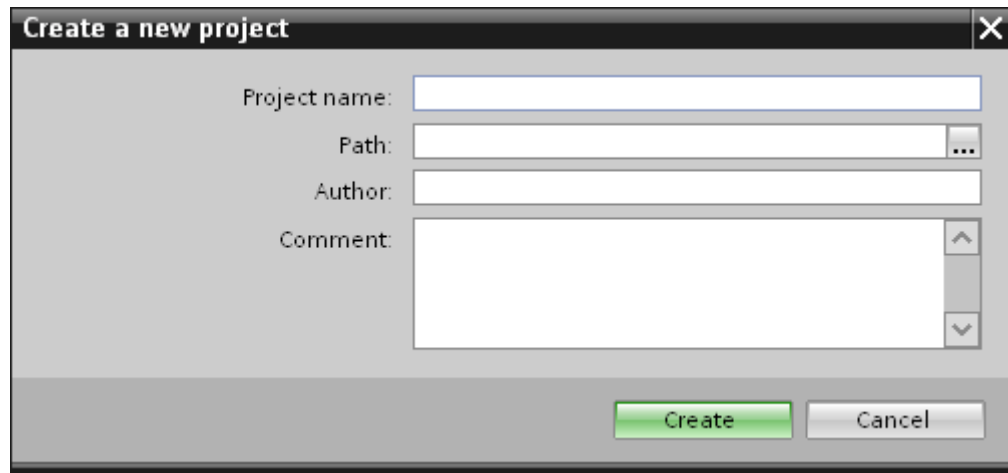 Create a new project
Project name:
Path:
...
Author:
Comment:
Create
Cancel